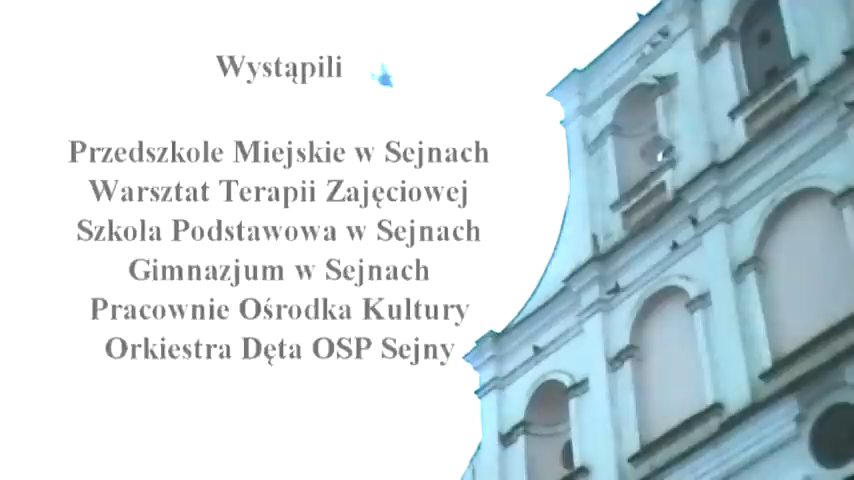 Wystąpili
Przedszkole Miejskie w Sejnach
Warsztat Terapii Zajęciowej
Szkoła Podstawowa w Sejnach
Gimnazjum w Sejnach
Pracownie Ośrodka Kultury
Orkiestra Dęta OSP Sejny